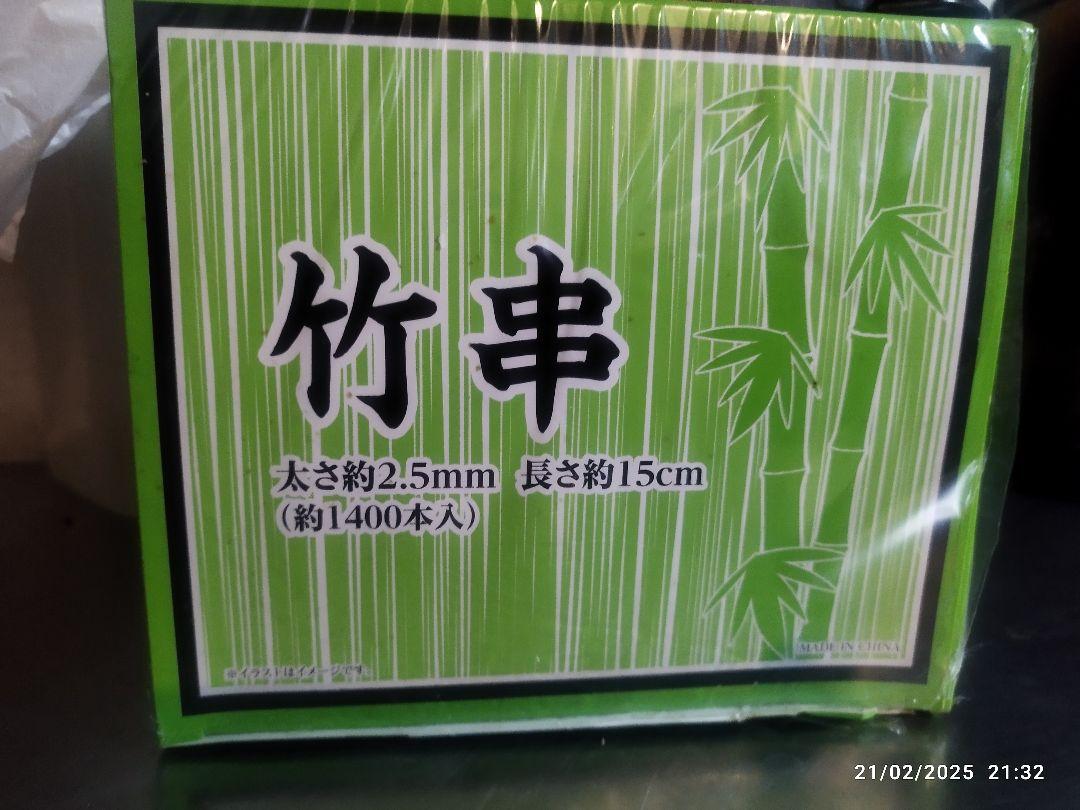 竹串
太さ約2.5mm 長さ約15cm
(約1400本入)
※イラストはイメージです。
MADE IN CHINA
21/02/2025 21:32